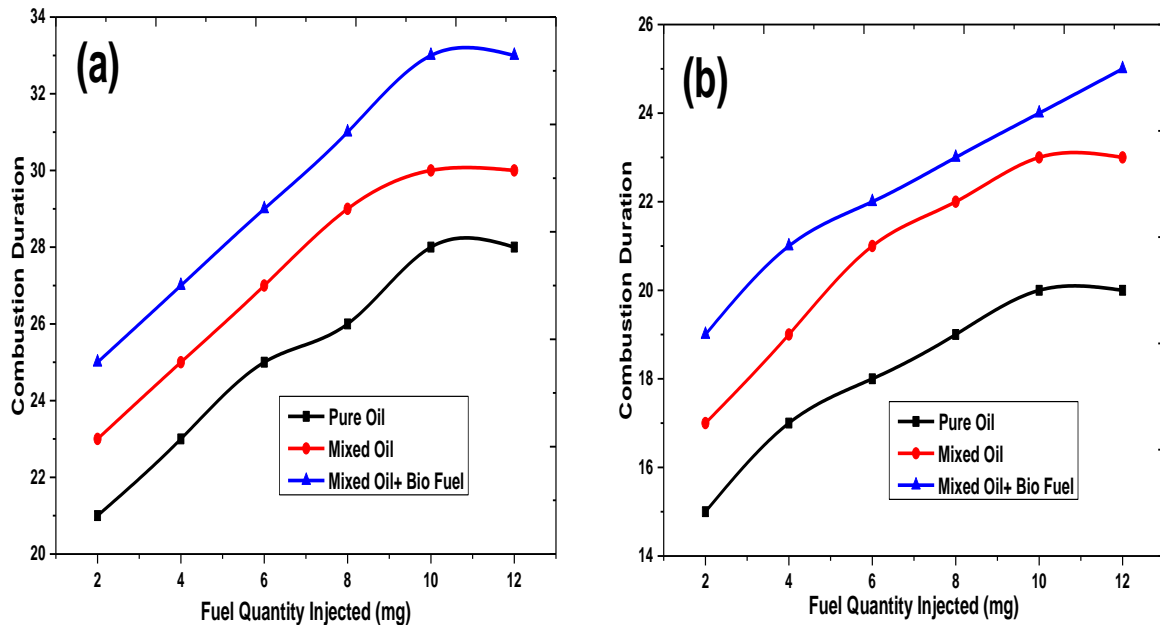 (a)
34
32
30
28
26
24
22
20
Combustion Duration
2 4 6 8 10 12
Fuel Quantity Injected (mg)
Pure Oil
Mixed Oil
Mixed Oil+ Bio Fuel
(b)
26
24
22
20
18
16
14
Combustion Duration
2 4 6 8 10 12
Fuel Quantity Injected (mg)
Pure Oil
Mixed Oil
Mixed Oil+ Bio Fuel